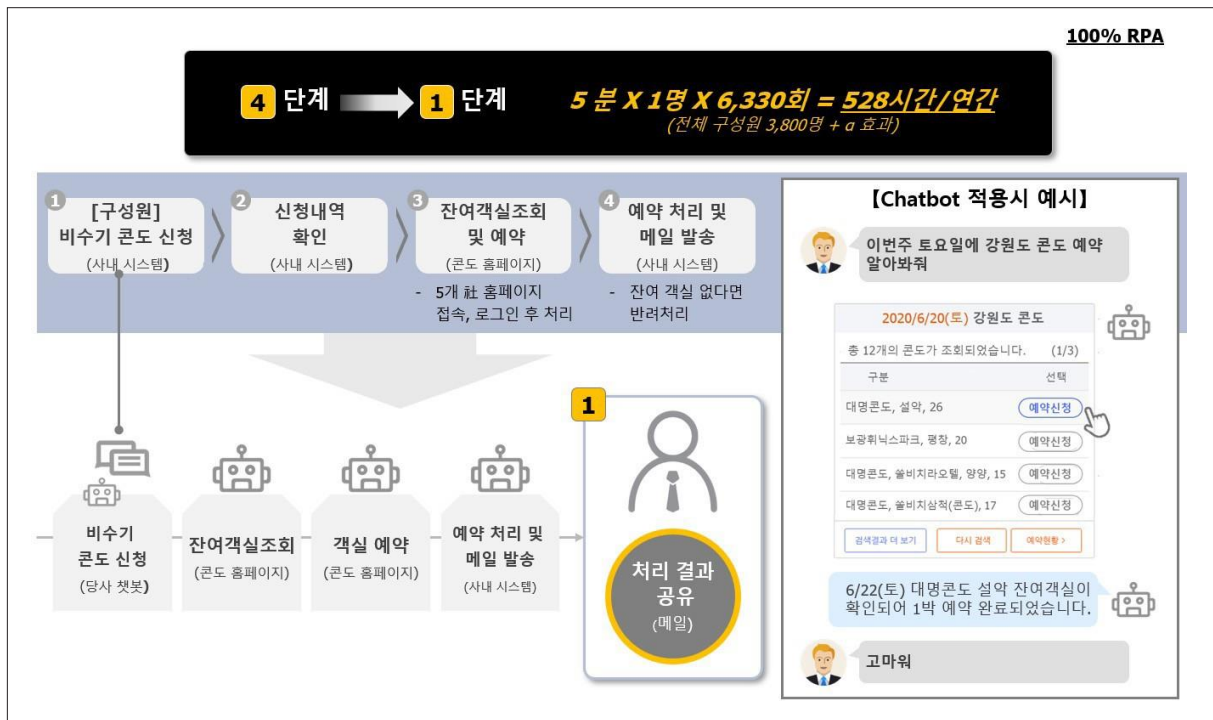 100% RPA
4 단계 1 단계
5 분 X 1명 X 6,330회 = 528시간/연간
(전체 구성원 3,800명 + α 효과)
1
[구성원]
비수기 콘도 신청
(사내 시스템)
2
신청내역
확인
(사내 시스템)
3
잔여객실조회
및 예약
(콘도 홈페이지)
- 5개 社 홈페이지
접속, 로그인 후 처리
4
예약 처리 및
메일 발송
(사내 시스템)
- 잔여 객실 없다면
반려처리
비수기
콘도 신청
(당사 챗봇)
잔여객실조회
(콘도 홈페이지)
객실 예약
(콘도 홈페이지)
예약 처리 및
메일 발송
(사내 시스템)
1
처리 결과
공유
(메일)
【Chatbot 적용시 예시】
이번주 토요일에 강원도 콘도 예약
알아봐줘
2020/6/20(토) 강원도 콘도
총 12개의 콘도가 조회되었습니다. (1/3)
구분 선택
대명콘도, 설악, 26 예약신청
보광휘닉스파크, 평창, 20 예약신청
대명콘도, 쏠비치라오텔, 양양, 15 예약신청
대명콘도, 쏠비치삼척(콘도), 17 예약신청
검색결과 더 보기 다시 검색 예약현황 >
6/22(토) 대명콘도 설악 잔여객실이
확인되어 1박 예약 완료되었습니다.
고마워